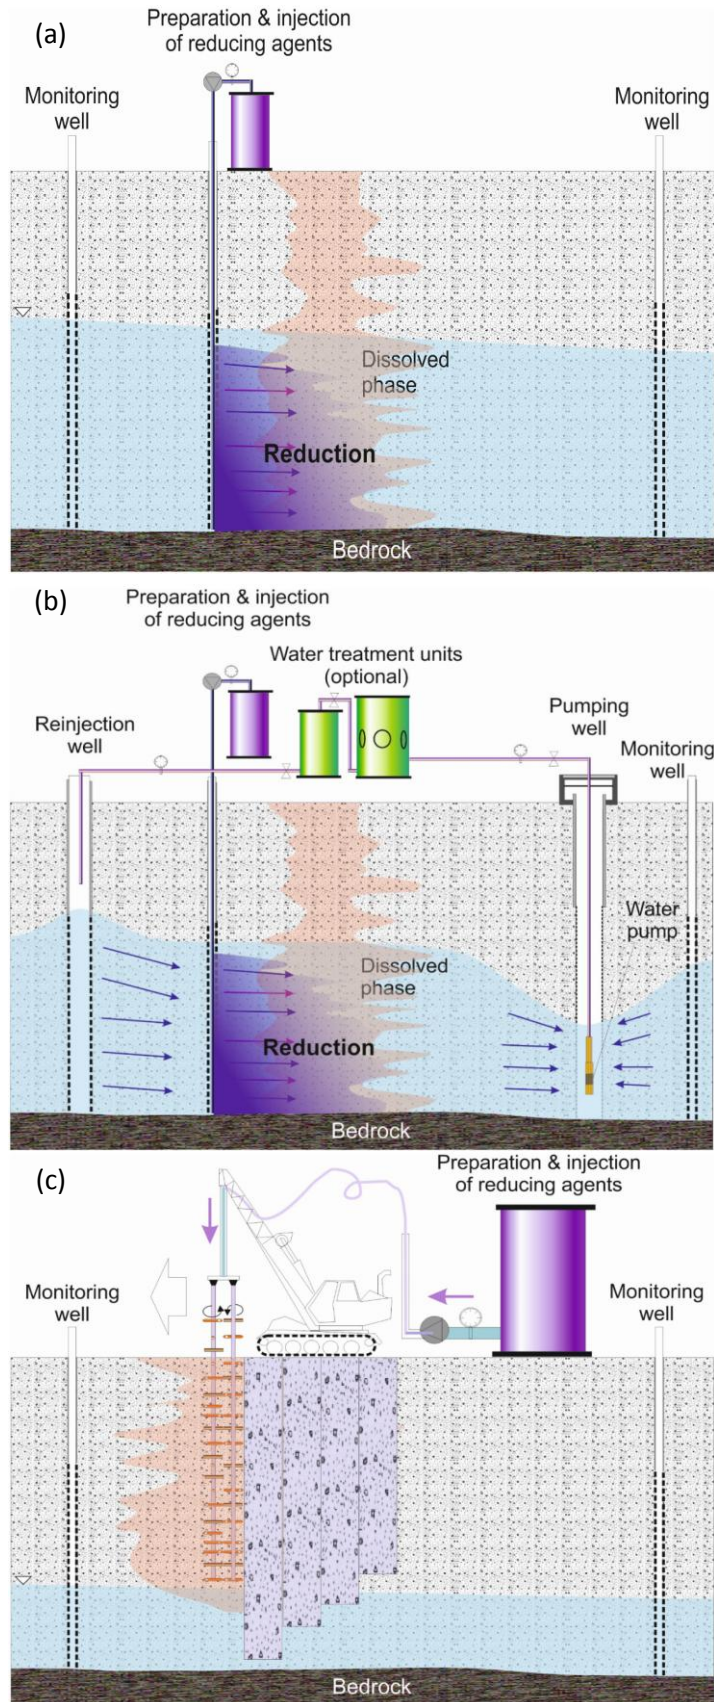 (a)
Preparation & injection
of reducing agents
Monitoring
well
Monitoring
well
Dissolved
phase
Reduction
Bedrock
(b)
Preparation & injection
of reducing agents
Water treatment units
(optional)
Reinjection
well
Pumping
well
Monitoring
well
Water
pump
Dissolved
phase
Reduction
Bedrock
(c)
Preparation & injection
of reducing agents
Monitoring
well
Monitoring
well
Bedrock